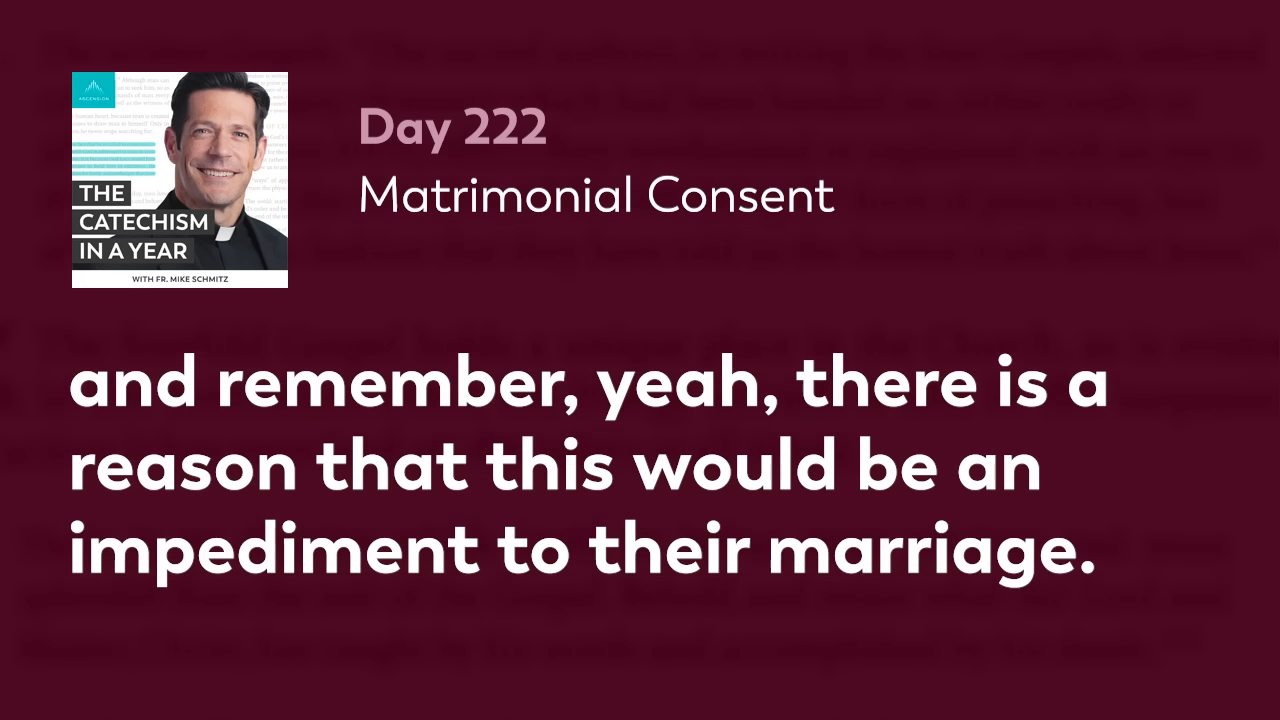 ASCENSION
THE
CATECHISM
IN A YEAR
WITH FR. MIKE SCHMITZ
Day 222
Matrimonial Consent
and remember, yeah, there is a
reason that this would be an
impediment to their marriage.